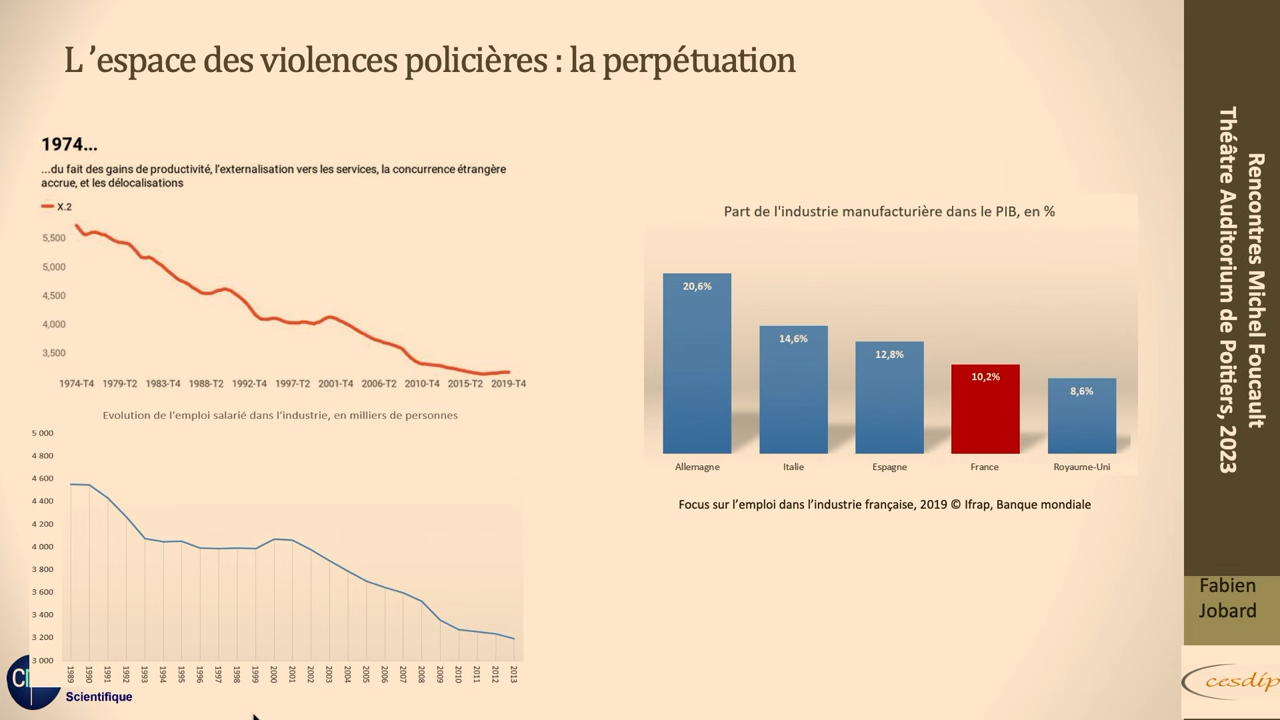 L ’espace des violences policières : la perpétuation
1974...
...du fait des gains de productivité, l'externalisation vers les services, la concurrence étrangère
accrue, et les délocalisations
X.2
5,500
5,000
4,500
4,000
3,500
1974-T4 1979-T2 1983-T4 1988-T2 1992-T4 1997-T2 2001-T4 2006-T2 2010-T4 2015-T2 2019-T4
Evolution de l'emploi salarié dans l'industrie, en milliers de personnes
5 000
4 800
4 600
4 400
4 200
4 000
3 800
3 600
3 400
3 200
3 000
1989 1990 1991 1992 1993 1994 1995 1996 1997 1998 1999 2000 2001 2002 2003 2004 2005 2006 2007 2008 2009 2010 2011 2012 2013
Scientifique
Part de l'industrie manufacturière dans le PIB, en %
20,6%
14,6%
12,8%
10,2%
8,6%
Allemagne Italie Espagne France Royaume-Uni
Focus sur l’emploi dans l’industrie française, 2019 © Ifrap, Banque mondiale
Rencontres Michel Foucault
Théâtre Auditorium de Poitiers, 2023
Fabien
Jobard
cesdip